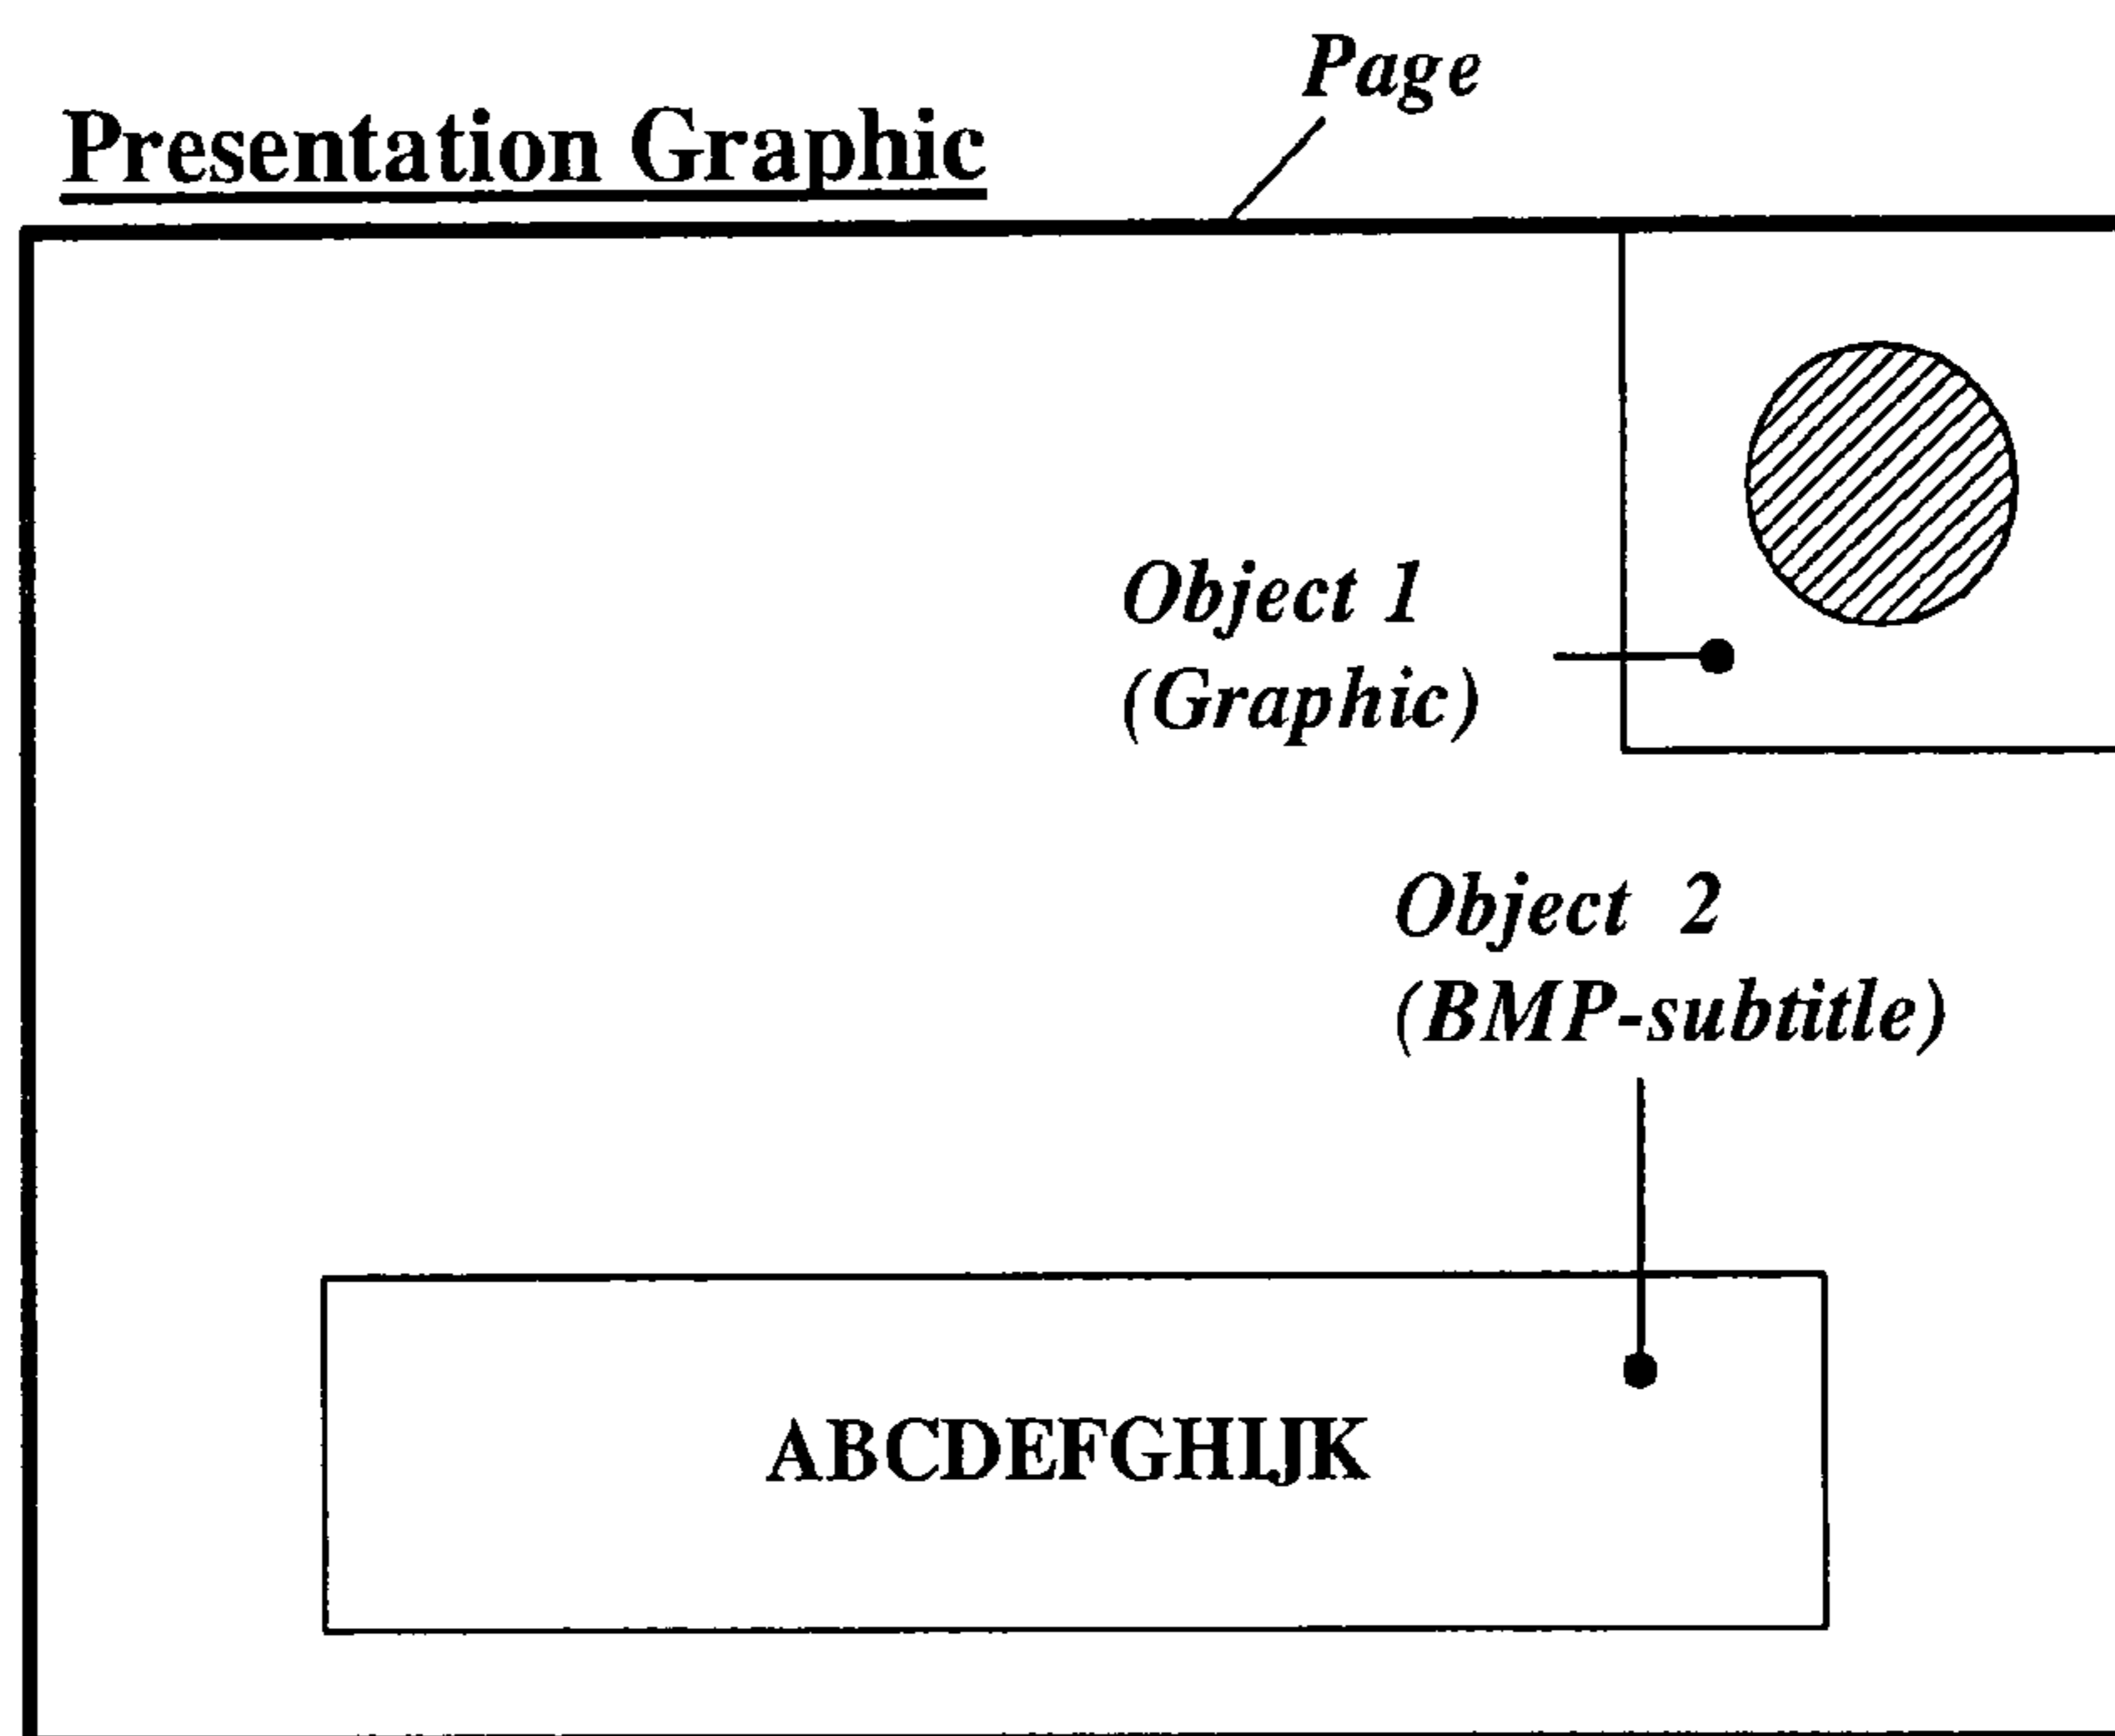 Page
Presentation Graphic
Object 1
(Graphic)
Object 2
(BMP-subtitle)
ABCDEFGHIJK